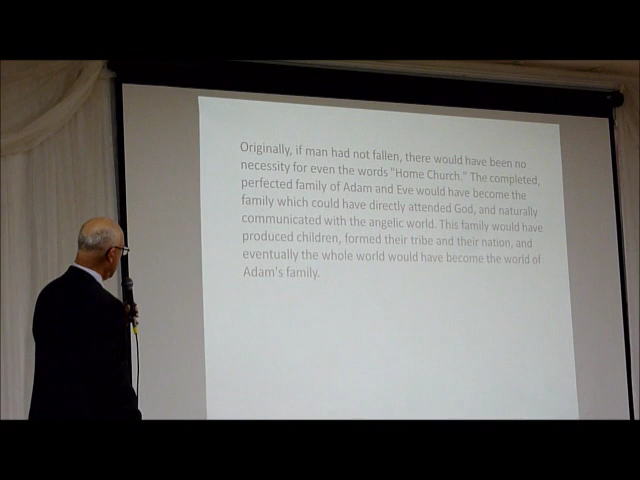 Originally, if man had not fallen, there would have been no
necessity for even the words "Home Church." The completed,
perfected family of Adam and Eve would have become the
family which could have directly attended God, and naturally
communicated with the angelic world. This family would have
produced children, formed their tribe and their nation, and
eventually the whole world would have become the world of
Adam's family.